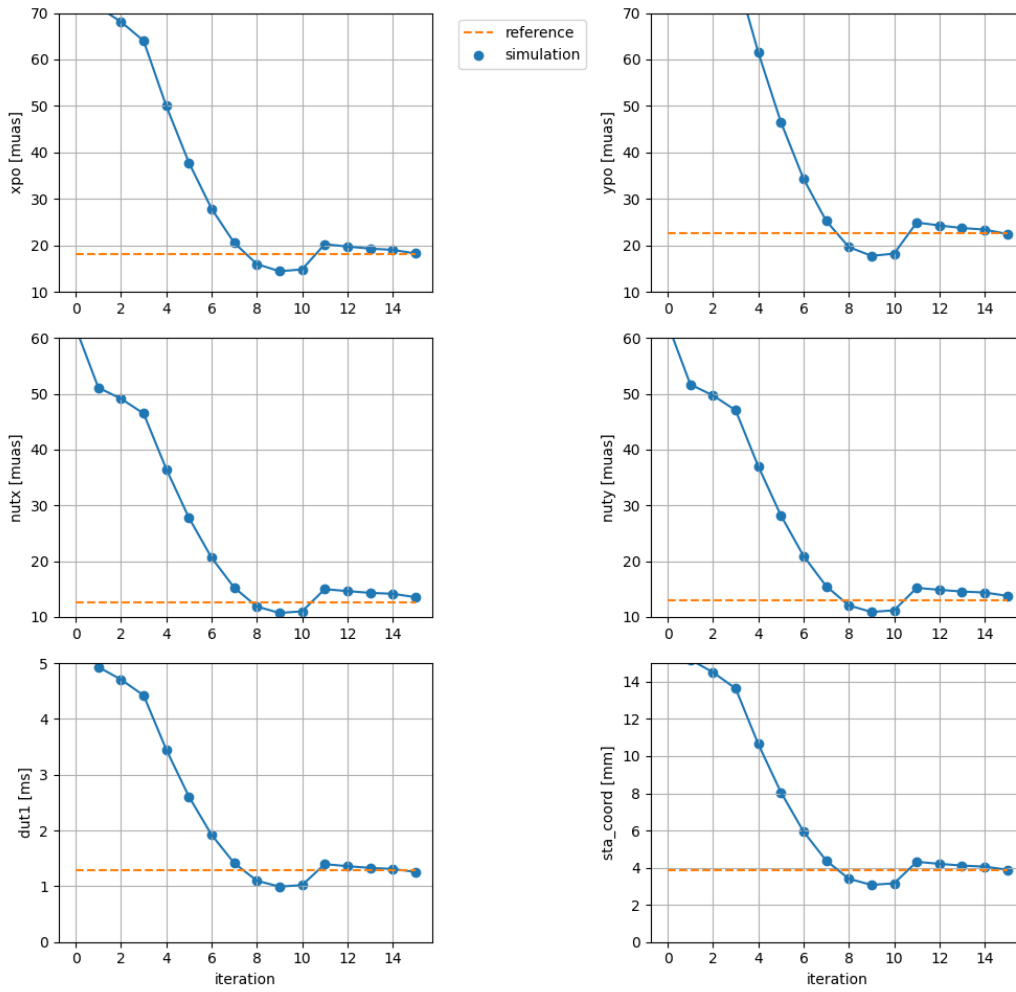 xpo [muas]
70
60
50
40
30
20
10
0 2 4 6 8 10 12 14
reference
simulation
ypo [muas]
70
60
50
40
30
20
10
0 2 4 6 8 10 12 14
nutx [muas]
60
50
40
30
20
10
0 2 4 6 8 10 12 14
nuty [muas]
60
50
40
30
20
10
0 2 4 6 8 10 12 14
dut1 [ms]
5
4
3
2
1
0
0 2 4 6 8 10 12 14
iteration
sta_coord [mm]
14
12
10
8
6
4
2
0
0 2 4 6 8 10 12 14
iteration